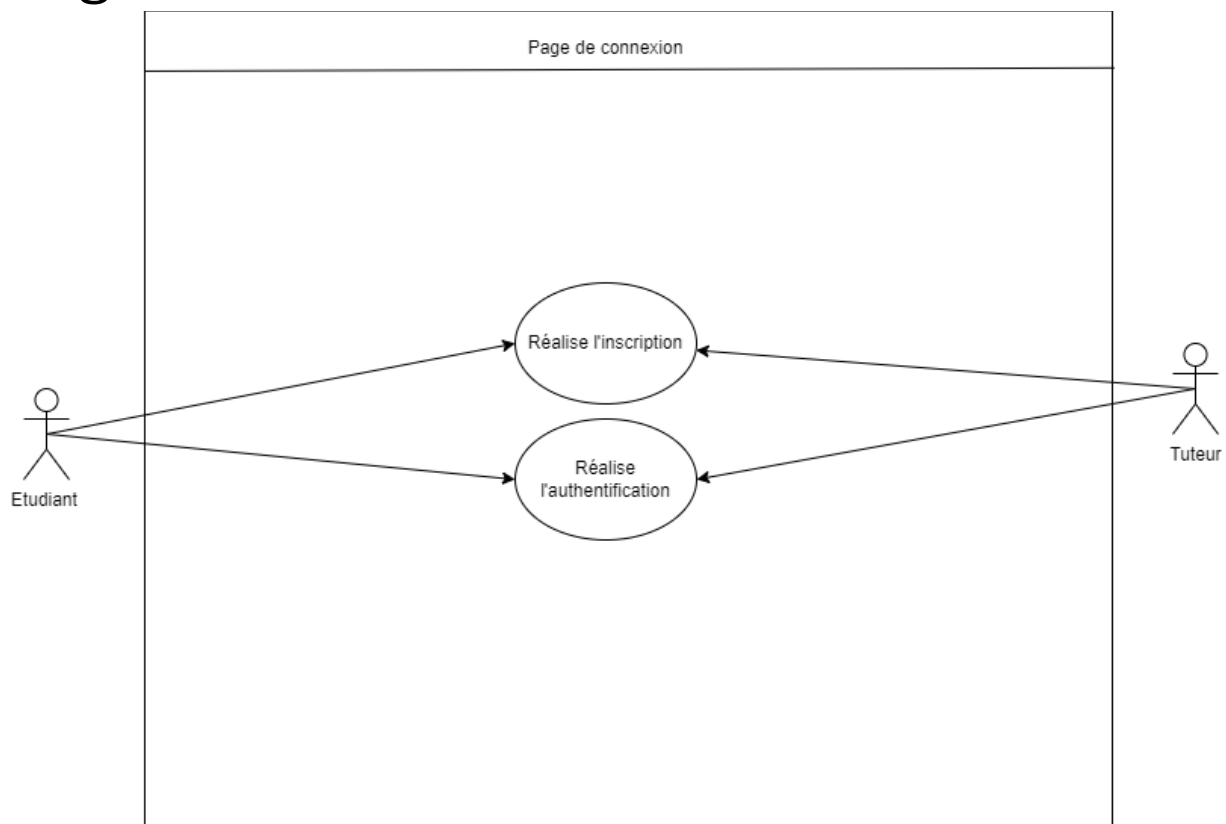 Page de connexion
Réalise l'inscription
Réalise
l'authentification
Etudiant
Tuteur